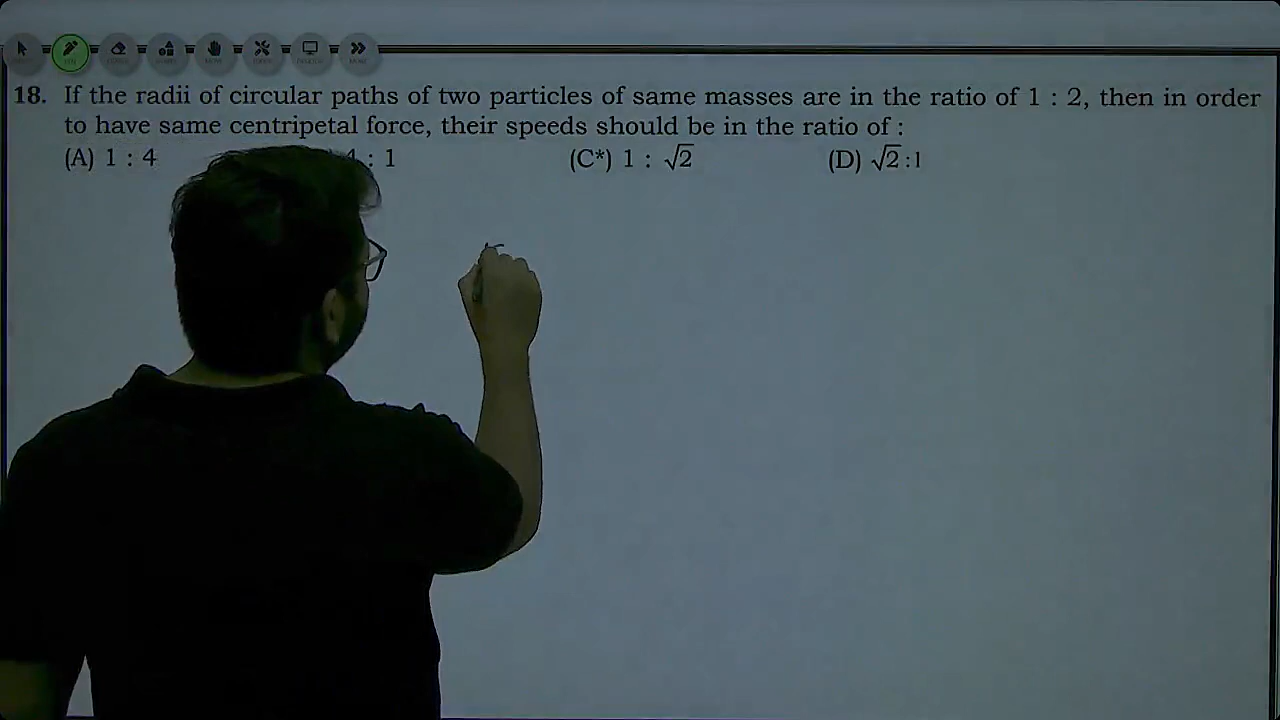 18. If the radii of circular paths of two particles of same masses are in the ratio of 1 : 2, then in order
to have same centripetal force, their speeds should be in the ratio of :
(A) 1 : 4 4 : 1 (C*) 1 : √2 (D) √2 : 1